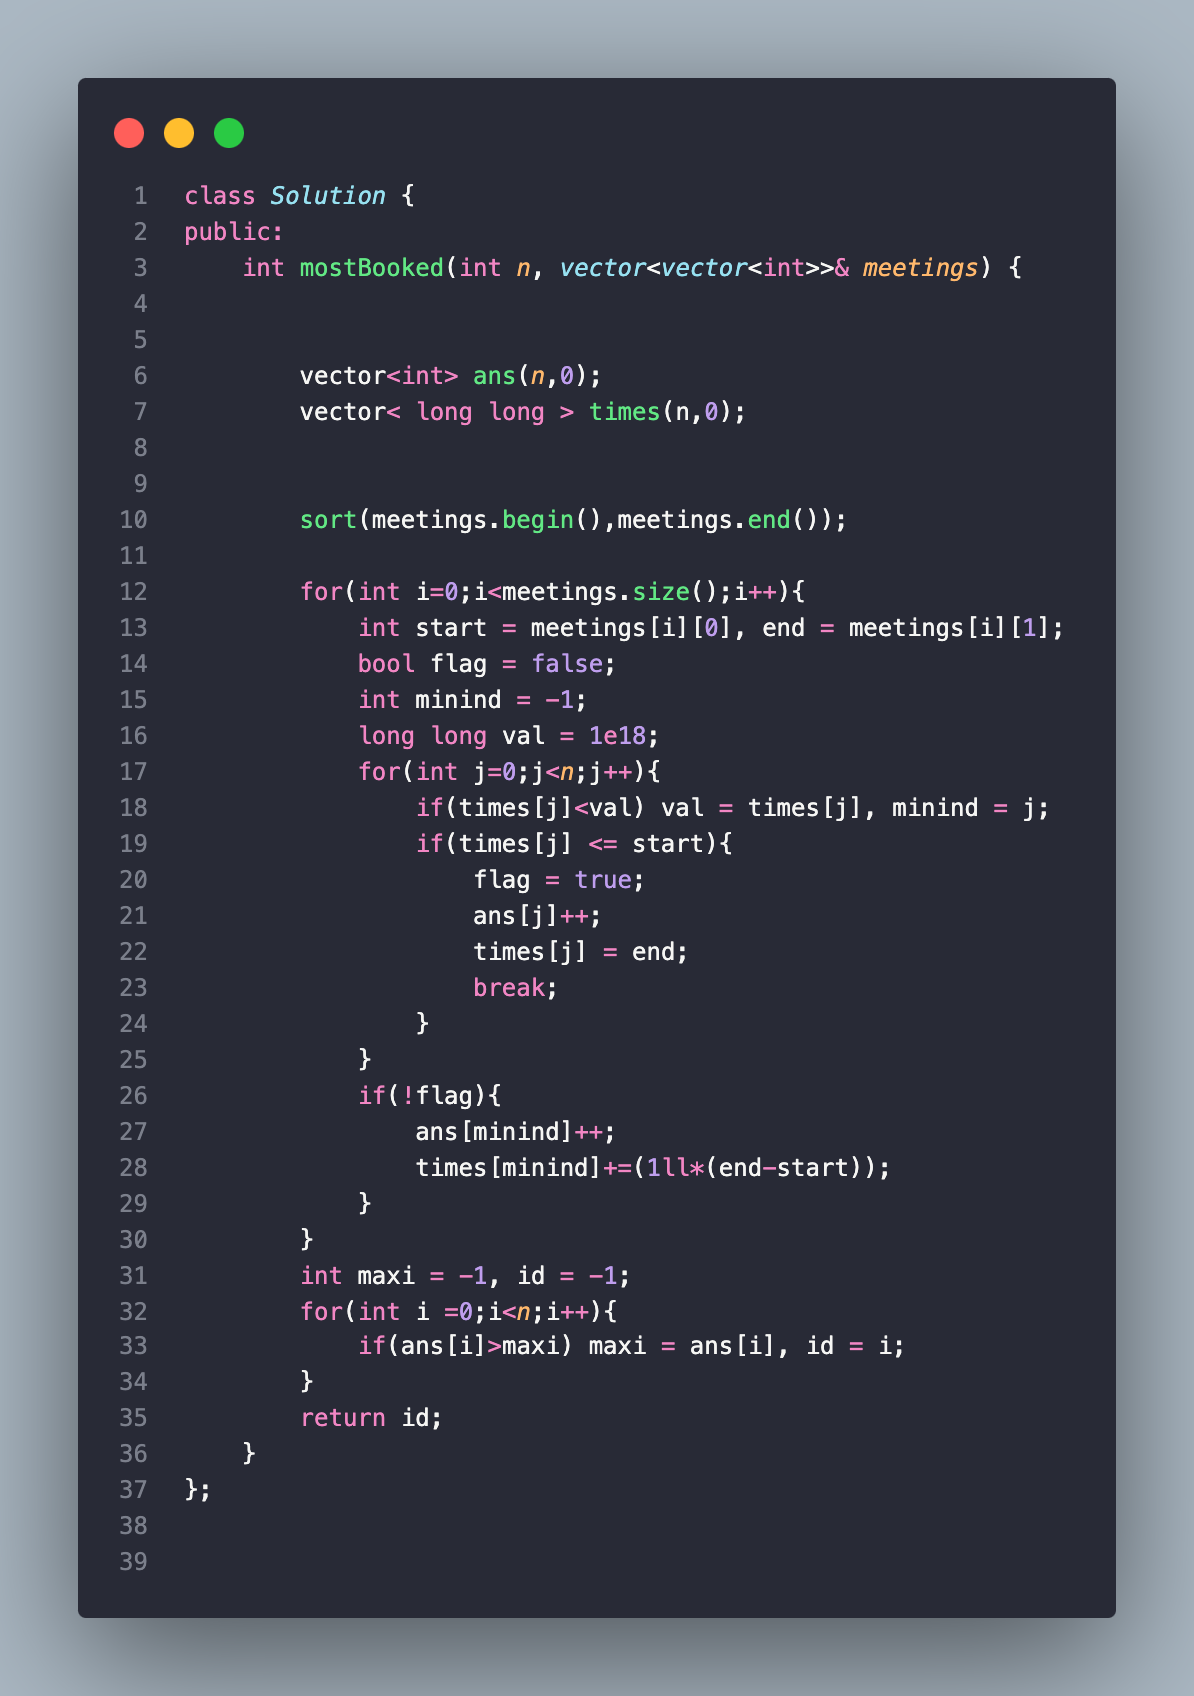 1 class Solution {
2 public:
3     int mostBooked(int n, vector<vector<int>>& meetings) {
4
5
6         vector<int> ans(n,0);
7         vector< long long > times(n,0);
8
9
10         sort(meetings.begin(),meetings.end());
11
12         for(int i=0;i<meetings.size();i++){
13             int start = meetings[i][0], end = meetings[i][1];
14             bool flag = false;
15             int minind = -1;
16             long long val = 1e18;
17             for(int j=0;j<n;j++){
18                 if(times[j]<val) val = times[j], minind = j;
19                 if(times[j] <= start){
20                     flag = true;
21                     ans[j]++;
22                     times[j] = end;
23                     break;
24                 }
25             }
26             if(!flag){
27                 ans[minind]++;
28                 times[minind]+=(1ll*(end-start));
29             }
30         }
31         int maxi = -1, id = -1;
32         for(int i =0;i<n;i++){
33             if(ans[i]>maxi) maxi = ans[i], id = i;
34         }
35         return id;
36     }
37 };
38
39